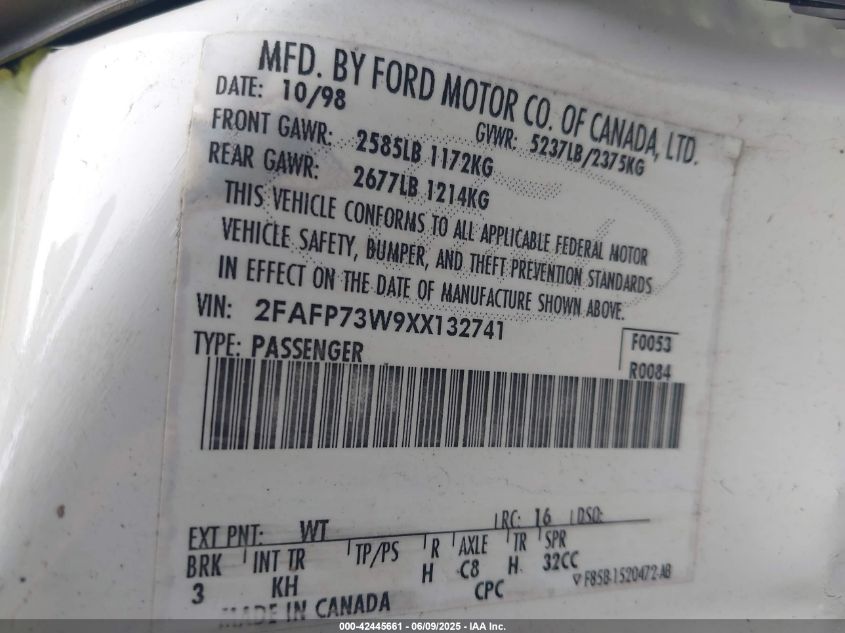 MFD. BY FORD MOTOR CO. OF CANADA, LTD.
DATE: 10/98 GVWR: 5237LB/2375KG
FRONT GAWR: 2585LB 1172KG
REAR GAWR: 2677LB 1214KG
THIS VEHICLE CONFORMS TO ALL APPLICABLE FEDERAL MOTOR
VEHICLE SAFETY, BUMPER, AND THEFT PREVENTION STANDARDS
IN EFFECT ON THE DATE OF MANUFACTURE SHOWN ABOVE.
VIN: 2FAFP73W9XX132741
F0053
TYPE: PASSENGER
R0084
EXT PNT: WT RC: 16 DSO:
BRK INT TR TP/PS R AXLE TR SPR
3 KH H C8 H 32CC
CPC
▽ F85B-1520472-AB
MADE IN CANADA
000-42445661 - 06/09/2025 - IAA Inc.